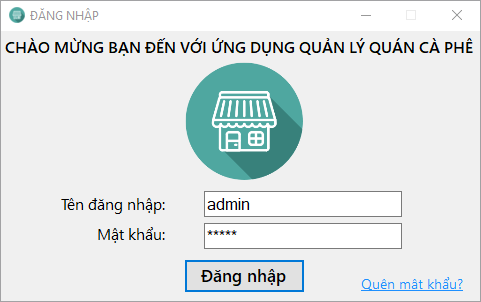 ĐĂNG NHẬP
CHÀO MỪNG BẠN ĐẾN VỚI ỨNG DỤNG QUẢN LÝ QUÁN CÀ PHÊ
Tên đăng nhập: admin
Mật khẩu: *****
Đăng nhập
Quên mât khẩu?